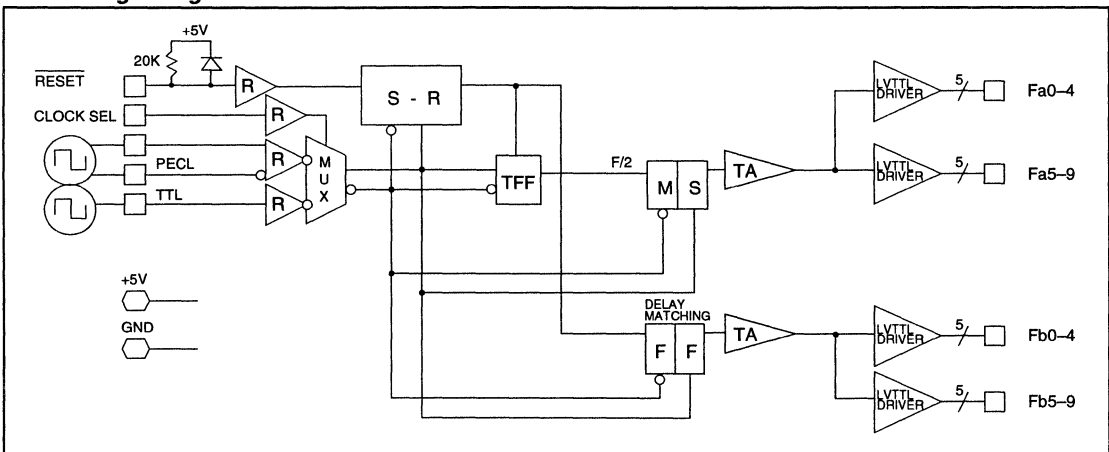 +5V
20K
RESET
R
S - R
CLOCK SEL
R
PECL
R
MUX
TTL
R
TFF
F/2
M S
TA
LVTTL DRIVER
5
Fa0–4
LVTTL DRIVER
5
Fa5–9
+5V
GND
DELAY
MATCHING
F F
TA
LVTTL DRIVER
5
Fb0–4
LVTTL DRIVER
5
Fb5–9